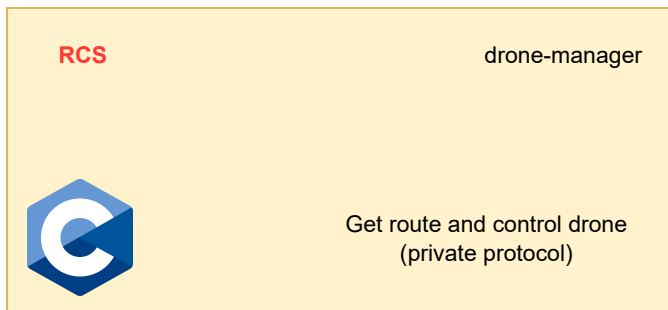 RCS
drone-manager
C
Get route and control drone
(private protocol)